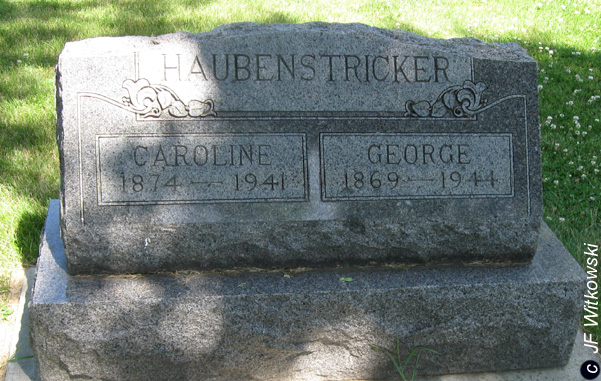 HAUBENSTRICKER
CAROLINE
1874 — 1941
GEORGE
1869 — 1944
c JF Witkowski